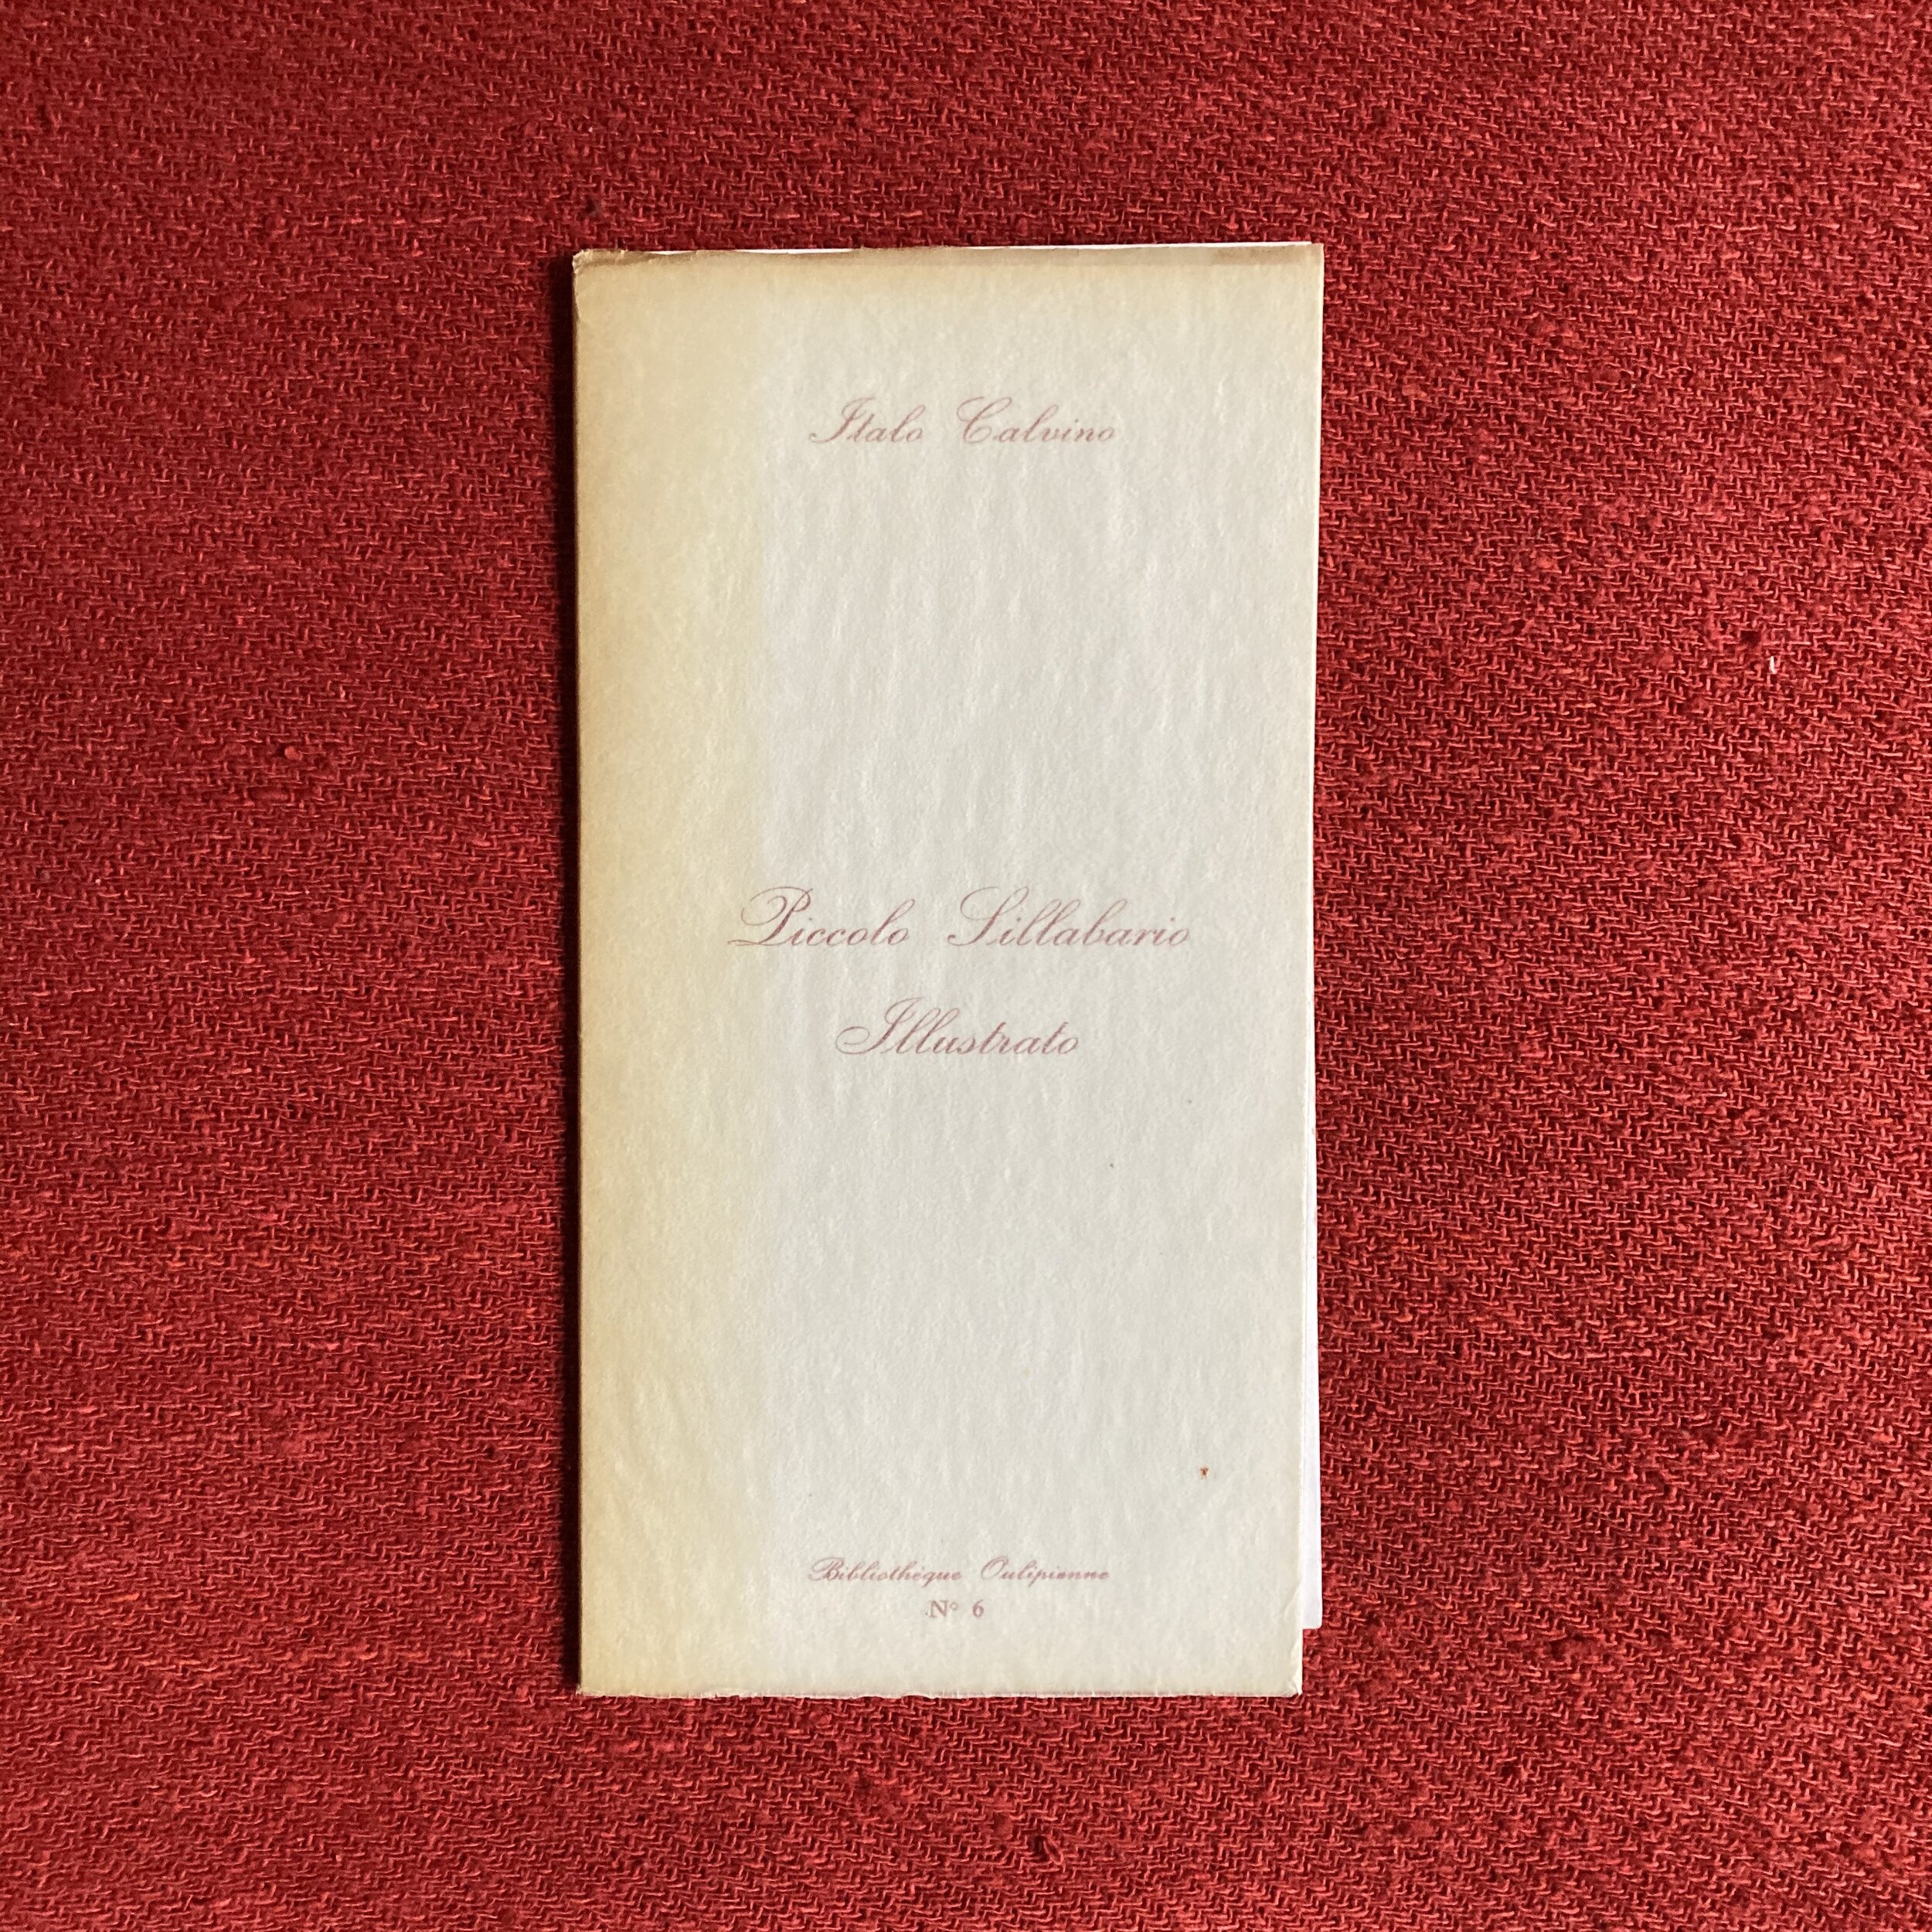 Italo Calvino
Piccolo Sillabario
Illustrato
Bibliothèque Oulipienne
N° 6